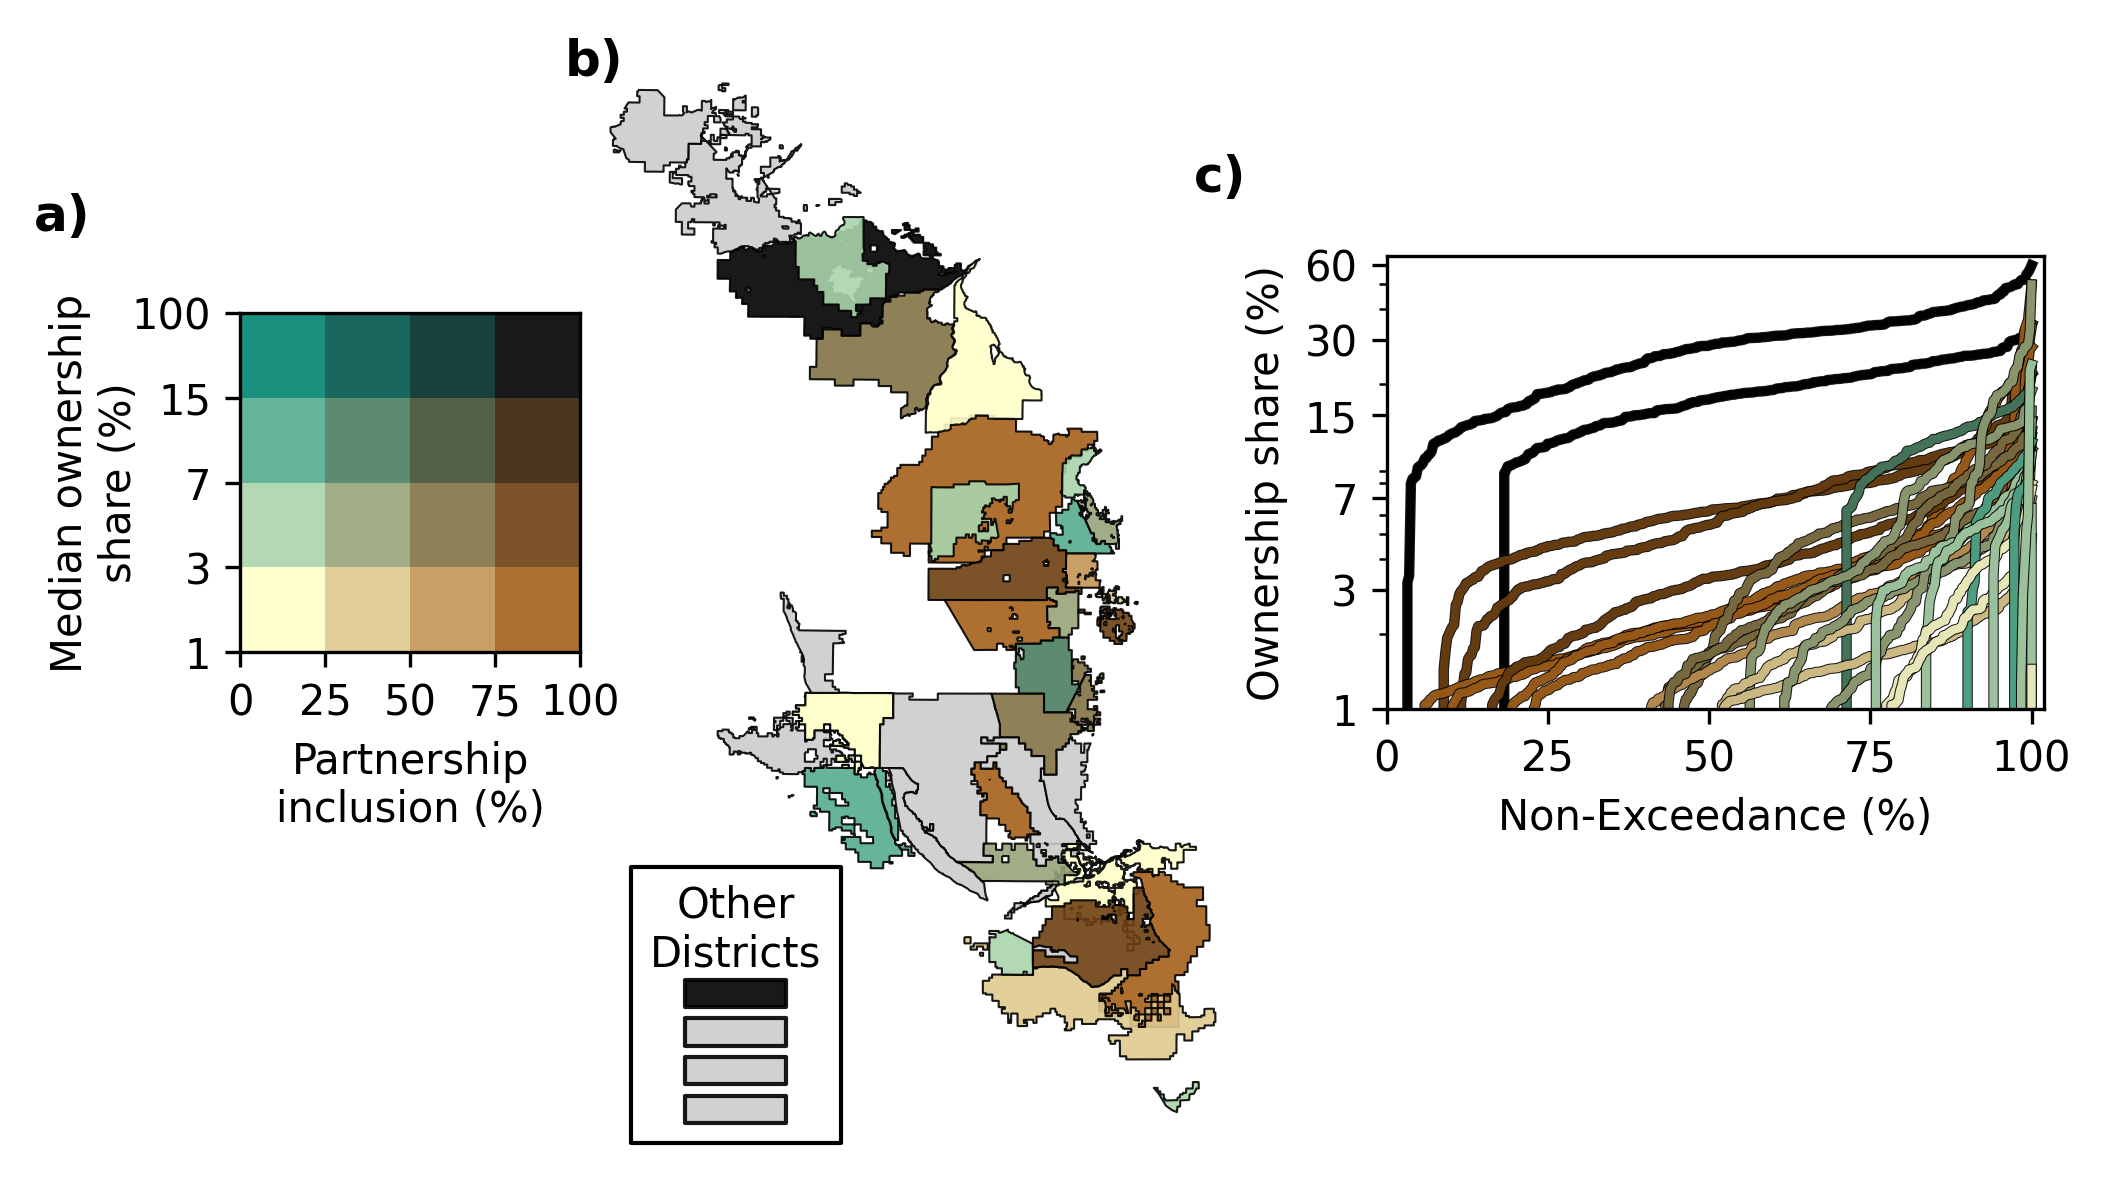 a)
Median ownership
share (%)
100
15
7
3
1
0
25
50
75
100
Partnership
inclusion (%)
b)
Other
Districts
c)
Ownership share (%)
60
30
15
7
3
1
0
25
50
75
100
Non-Exceedance (%)